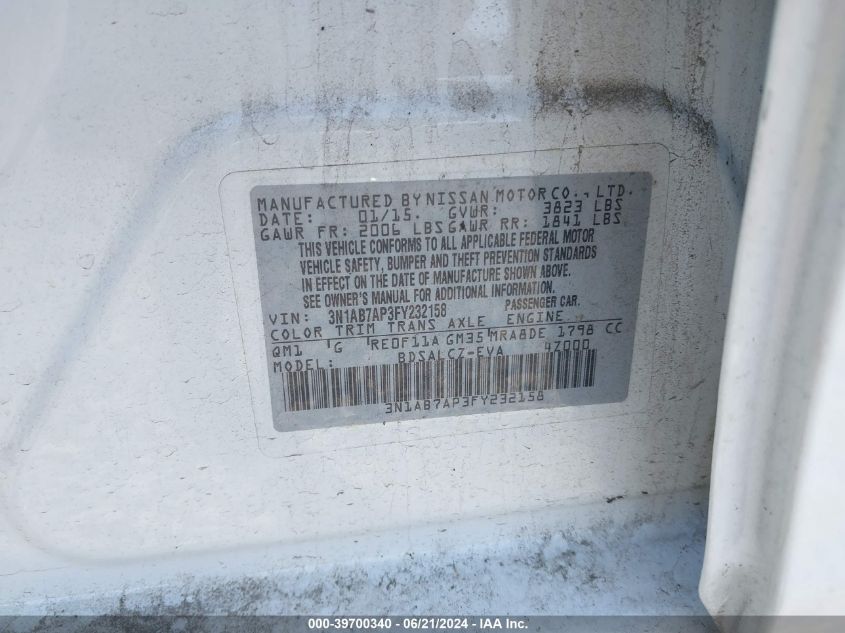 MANUFACTURED BY NISSAN MOTOR CO., LTD.
DATE: 01/15. GVWR: 3823 LBS
GAWR FR: 2006 LBS GAWR RR: 1841 LBS
THIS VEHICLE CONFORMS TO ALL APPLICABLE FEDERAL MOTOR
VEHICLE SAFETY, BUMPER AND THEFT PREVENTION STANDARDS
IN EFFECT ON THE DATE OF MANUFACTURE SHOWN ABOVE.
SEE OWNER'S MANUAL FOR ADDITIONAL INFORMATION.
VIN: 3N1AB7AP3FY232158 PASSENGER CAR.
COLOR TRIM TRANS AXLE ENGINE
QM1 G RE0F11A GM35 MRA8DE 1798 CC
MODEL: BDSALCZ-EVA 4Z000
3N1AB7AP3FY232158
000-39700340 - 06/21/2024 - IAA Inc.